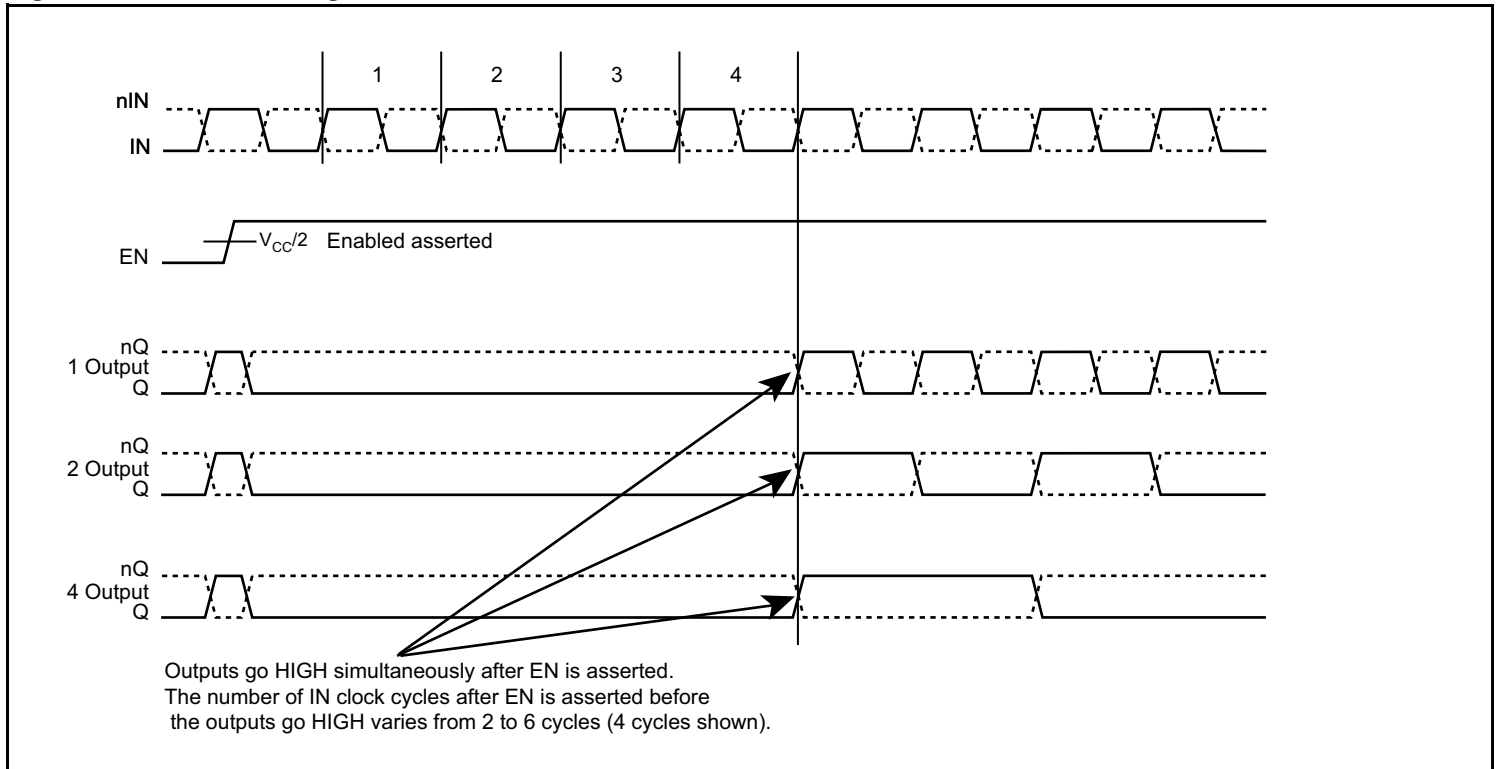 1 2 3 4
nIN
IN
V_CC/2 Enabled asserted
EN
nQ
1 Output
Q
nQ
2 Output
Q
nQ
4 Output
Q
Outputs go HIGH simultaneously after EN is asserted.
The number of IN clock cycles after EN is asserted before
the outputs go HIGH varies from 2 to 6 cycles (4 cycles shown).